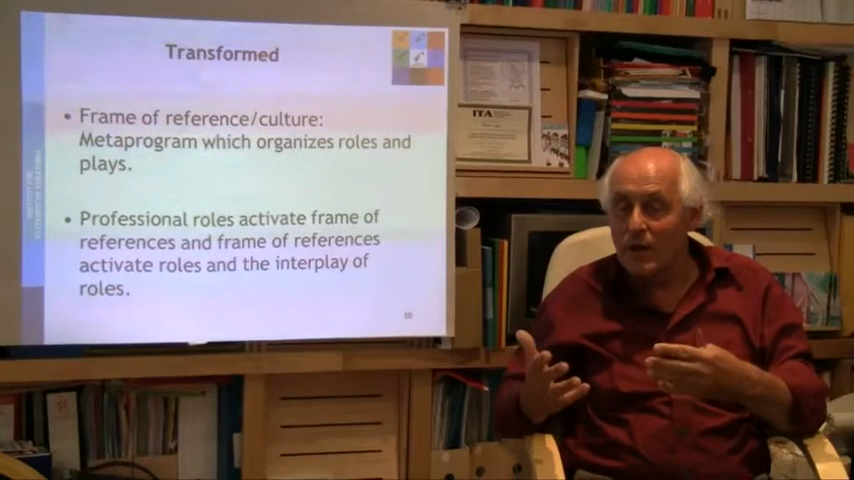 Transformed
• Frame of reference/culture:
Metaprogram which organizes roles and
plays.
• Professional roles activate frame of
references and frame of references
activate roles and the interplay of
roles.
10
ITA